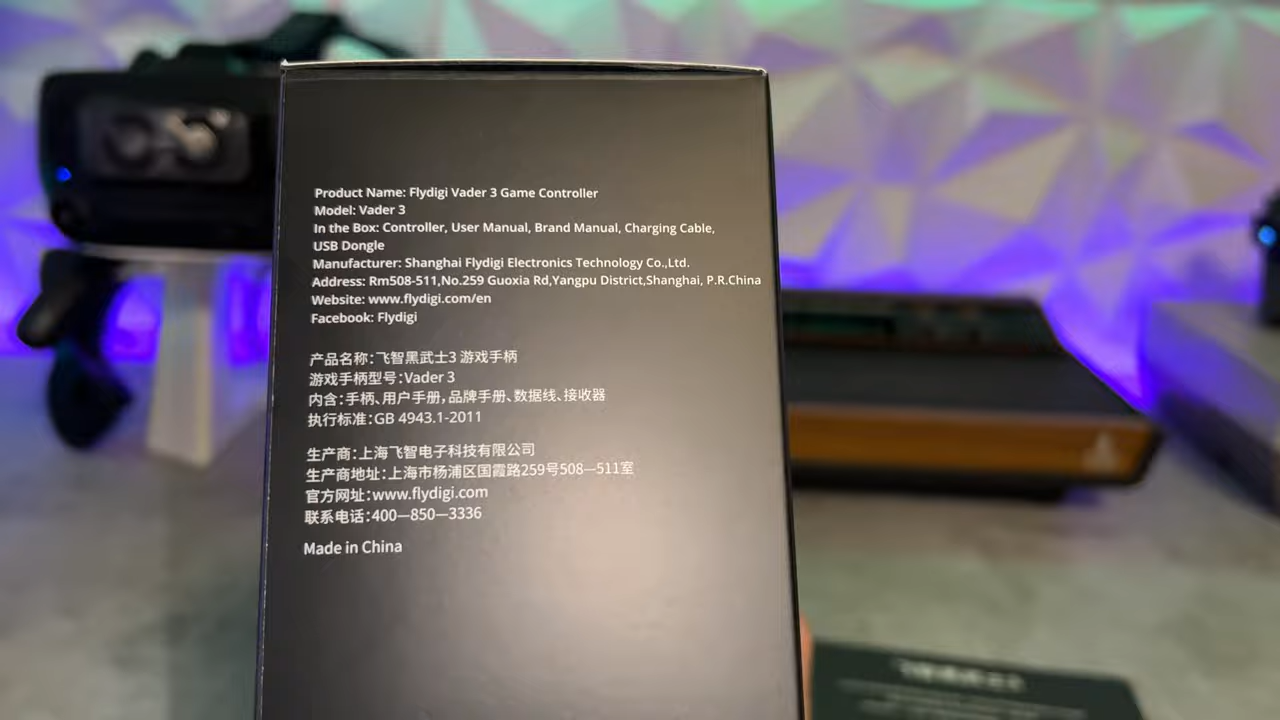 Product Name: Flydigi Vader 3 Game Controller
Model: Vader 3
In the Box: Controller, User Manual, Brand Manual, Charging Cable,
USB Dongle
Manufacturer: Shanghai Flydigi Electronics Technology Co.,Ltd.
Address: Rm508-511,No.259 Guoxia Rd,Yangpu District,Shanghai, P.R.China
Website: www.flydigi.com/en
Facebook: Flydigi
产品名称：飞智黑武士3 游戏手柄
游戏手柄型号：Vader 3
内含：手柄、用户手册，品牌手册、数据线、接收器
执行标准：GB 4943.1-2011
生产商：上海飞智电子科技有限公司
生产商地址：上海市杨浦区国霞路259号508—511室
官方网址：www.flydigi.com
联系电话：400—850—3336
Made in China